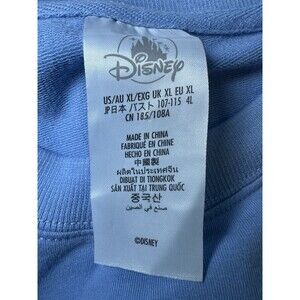 Disney
US/AU XL/EXG UK XL EU XL
JP日本 バスト 107-115 4L
CN 185/108A
MADE IN CHINA
FABRIQUÉ EN CHINE
HECHO EN CHINA
中國製
ผลิตในประเทศจีน
DIBUAT DI TIONGKOK
SẢN XUẤT TẠI TRUNG QUỐC
중국산
صنع في الصين
©DISNEY